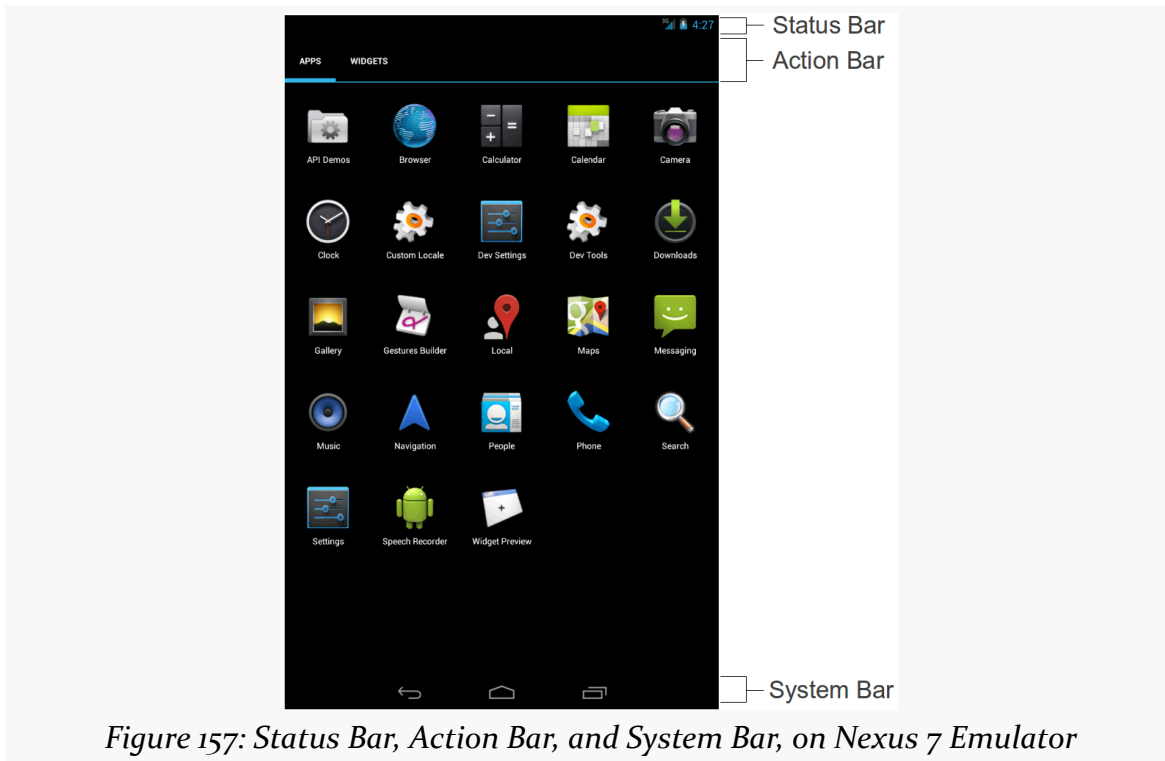 3G 4:27
Status Bar
Action Bar
APPS WIDGETS
API Demos Browser Calculator Calendar Camera
Clock Custom Locale Dev Settings Dev Tools Downloads
Gallery Gestures Builder Local Maps Messaging
Music Navigation People Phone Search
Settings Speech Recorder Widget Preview
System Bar
Figure 157: Status Bar, Action Bar, and System Bar, on Nexus 7 Emulator